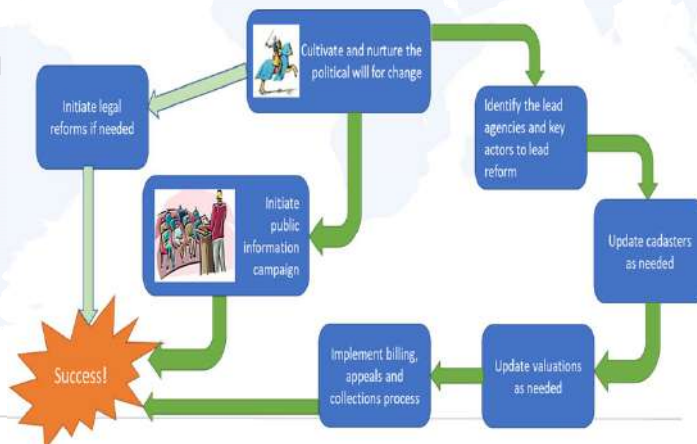 Cultivate and nurture the
political will for change
Initiate legal
reforms if needed
Identify the lead
agencies and key
actors to lead
reform
Initiate
public
information
campaign
Update cadasters
as needed
Success!
Implement billing,
appeals and
collections process
Update valuations
as needed